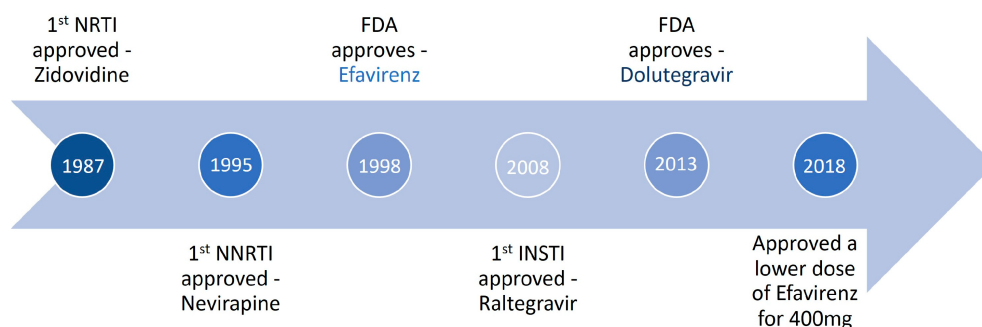 1st NRTI
approved -
Zidovidine
FDA
approves -
Efavirenz
FDA
approves -
Dolutegravir
1987
1995
1998
2008
2013
2018
1st NNRTI
approved -
Nevirapine
1st INSTI
approved -
Raltegravir
Approved a
lower dose
of Efavirenz
for 400mg